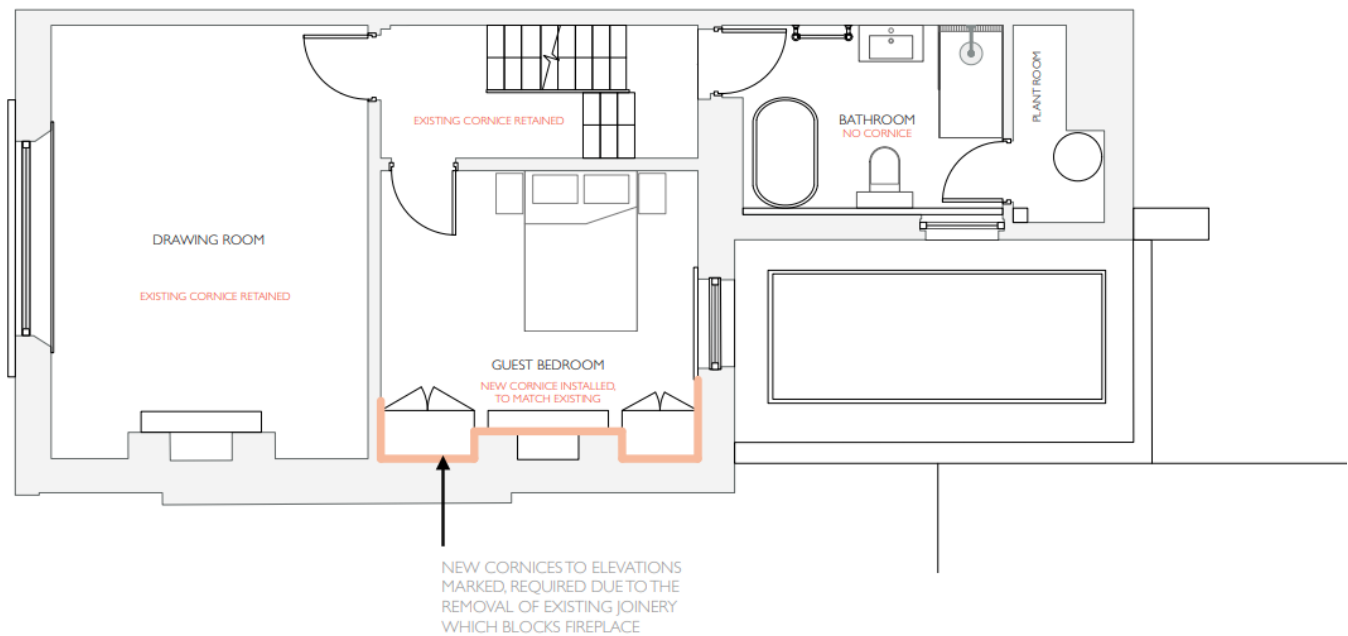 PLANT ROOM
EXISTING CORNICE RETAINED
BATHROOM
NO CORNICE
DRAWING ROOM
EXISTING CORNICE RETAINED
GUEST BEDROOM
NEW CORNICE INSTALLED,
TO MATCH EXISTING
NEW CORNICES TO ELEVATIONS
MARKED, REQUIRED DUE TO THE
REMOVAL OF EXISTING JOINERY
WHICH BLOCKS FIREPLACE